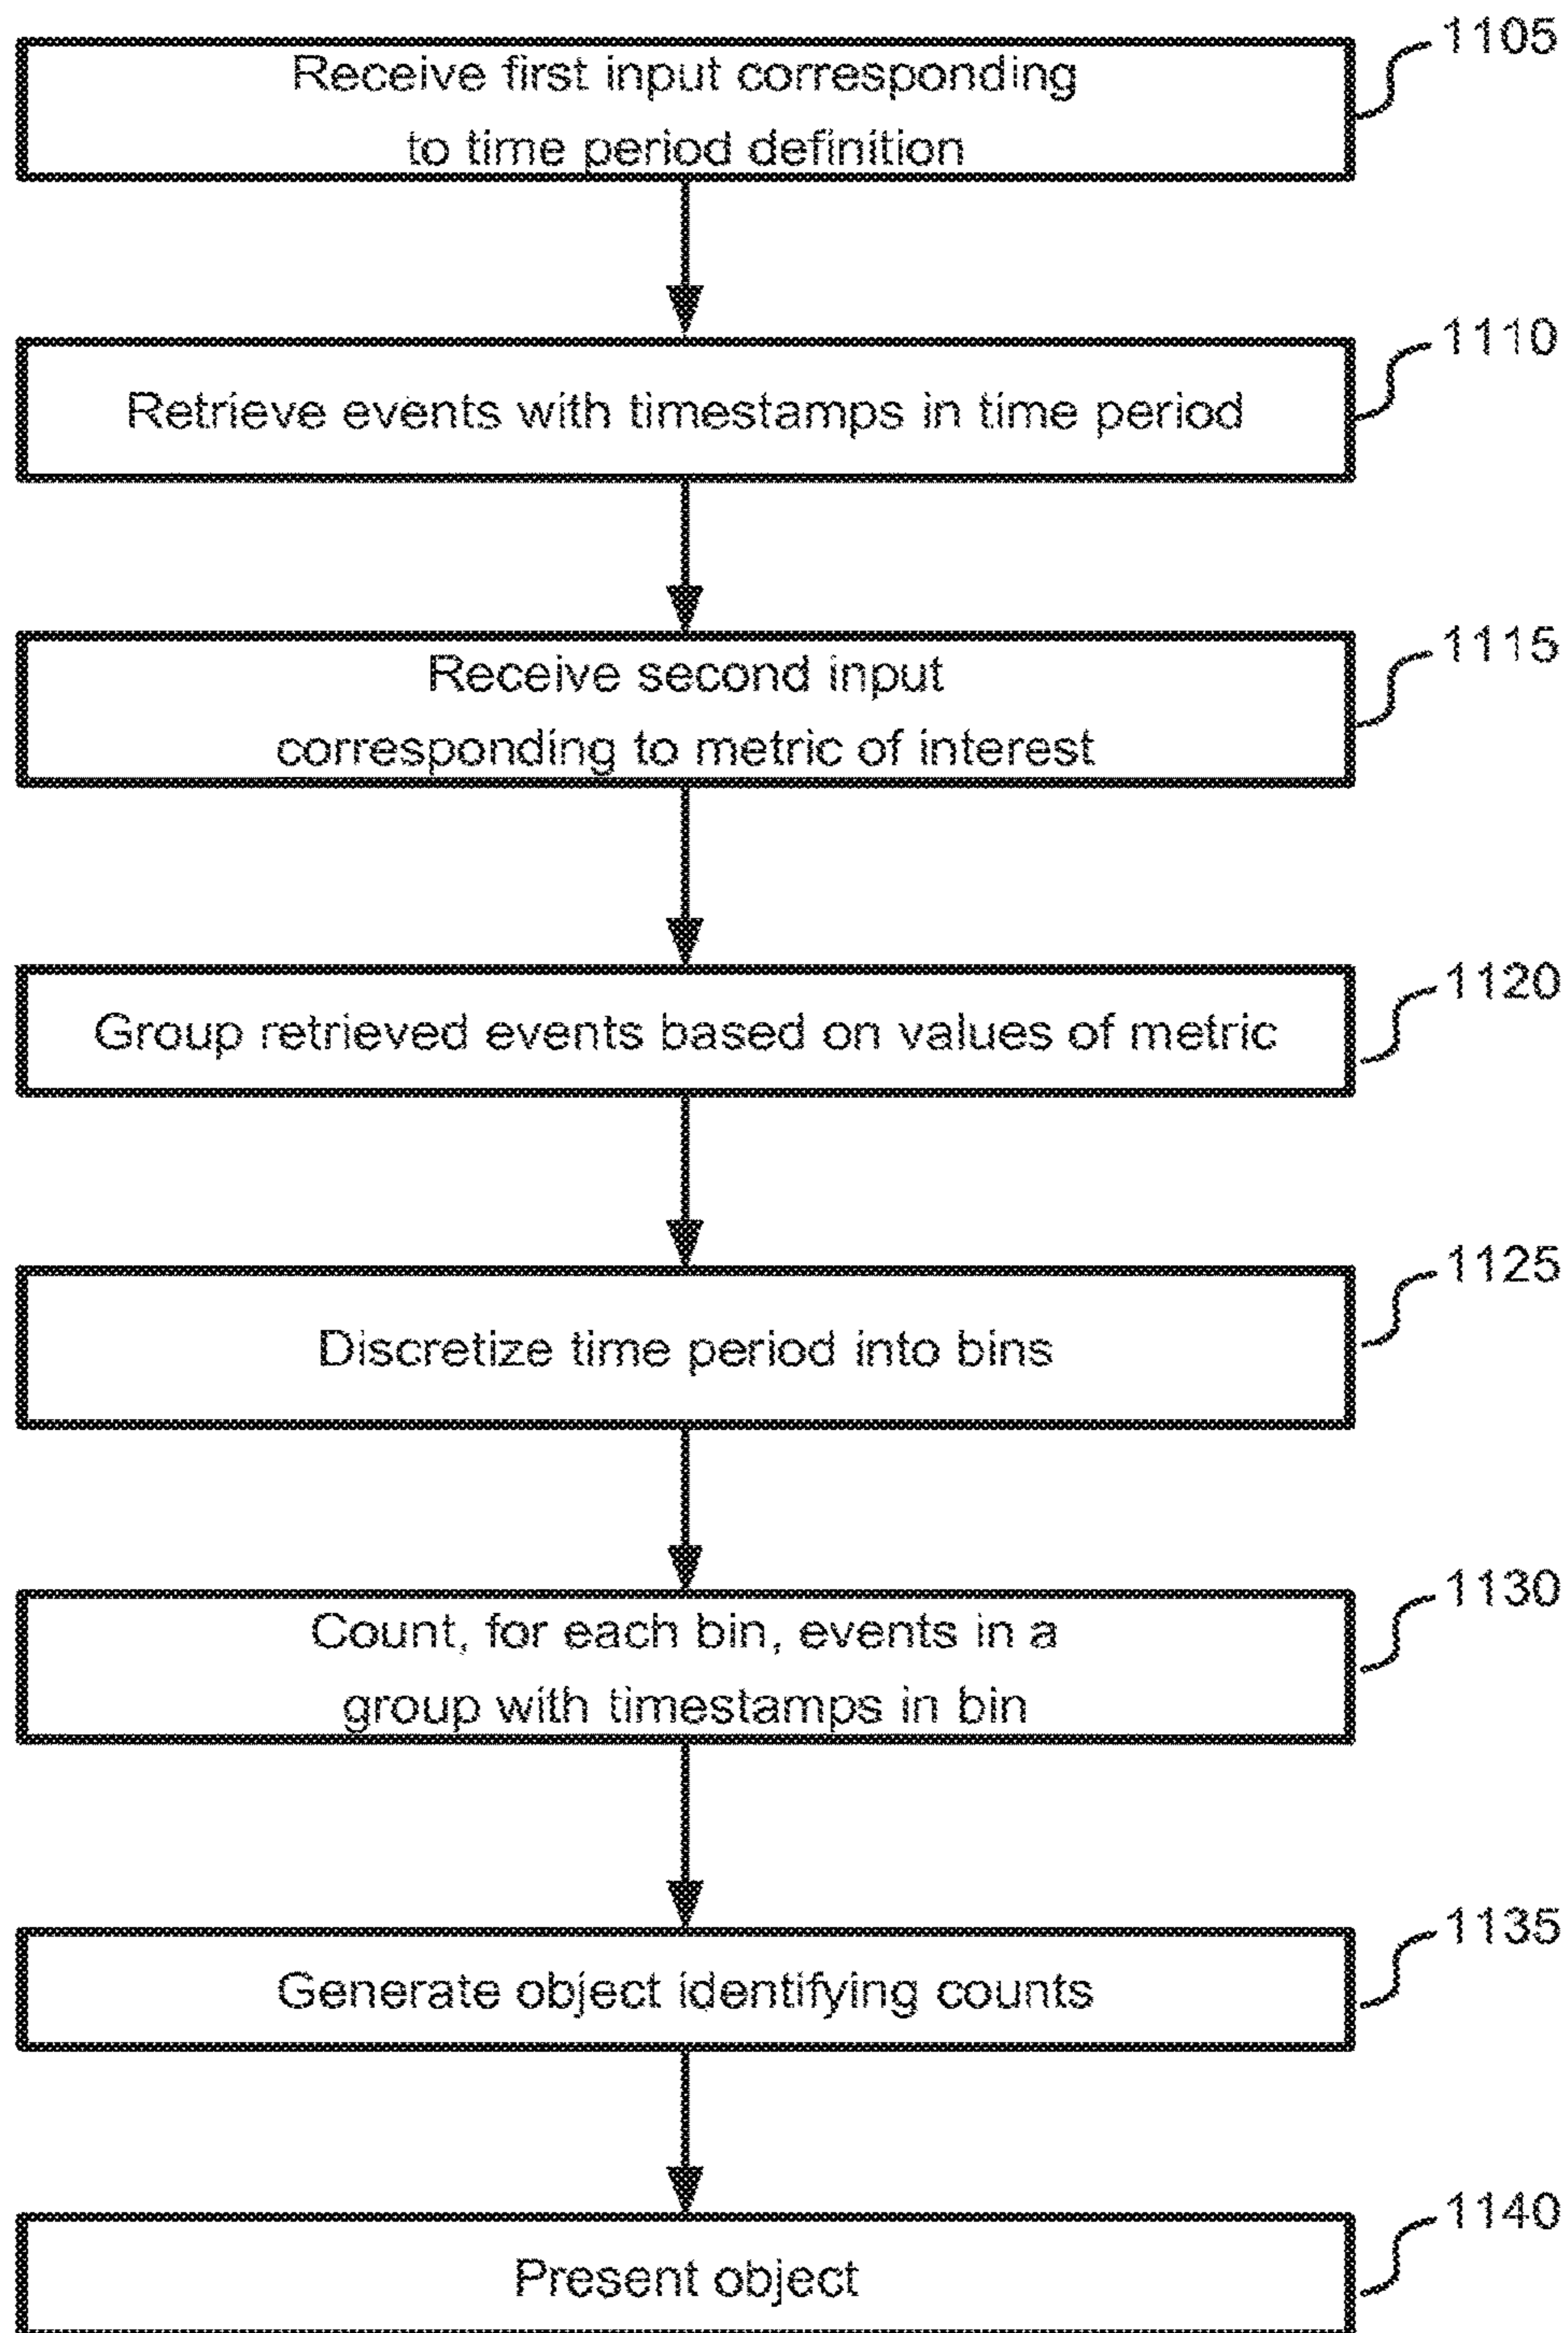 1105
Receive first input corresponding
to time period definition
1110
Retrieve events with timestamps in time period
1115
Receive second input
corresponding to metric of interest
1120
Group retrieved events based on values of metric
1125
Discretize time period into bins
1130
Count, for each bin, events in a
group with timestamps in bin
1135
Generate object identifying counts
1140
Present object